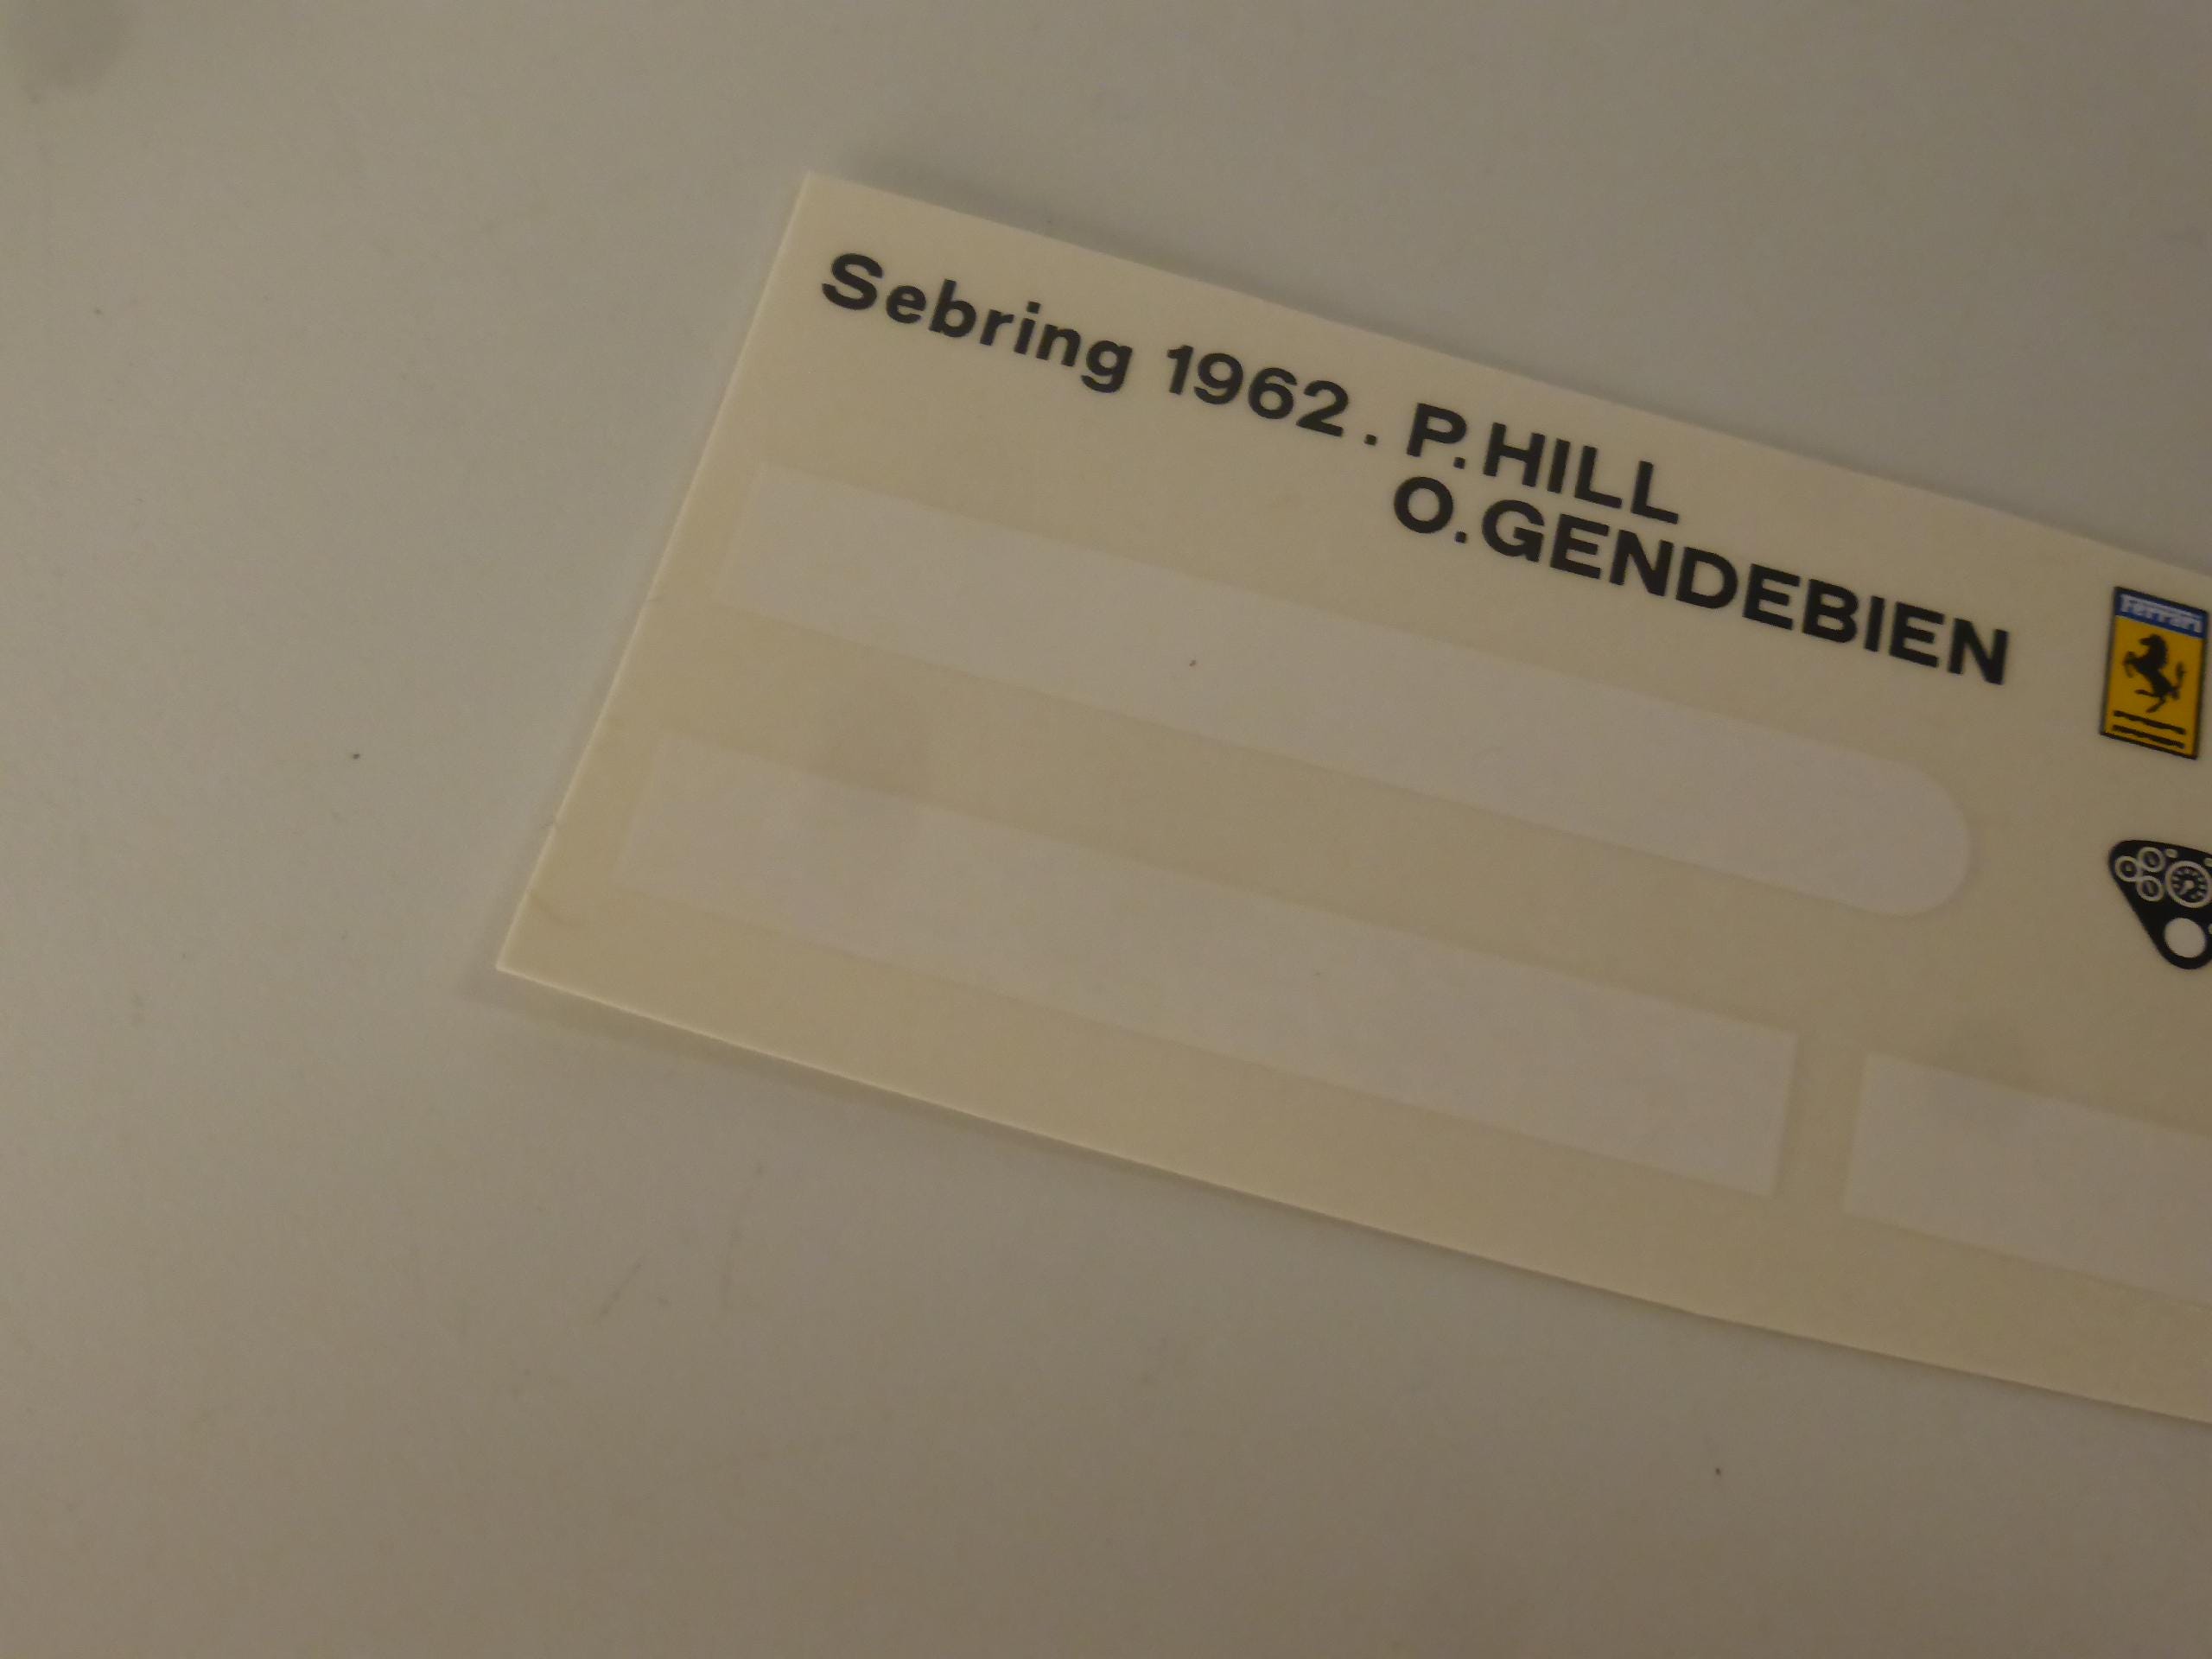 Sebring 1962. P.HILL
O.GENDEBIEN
Ferrari